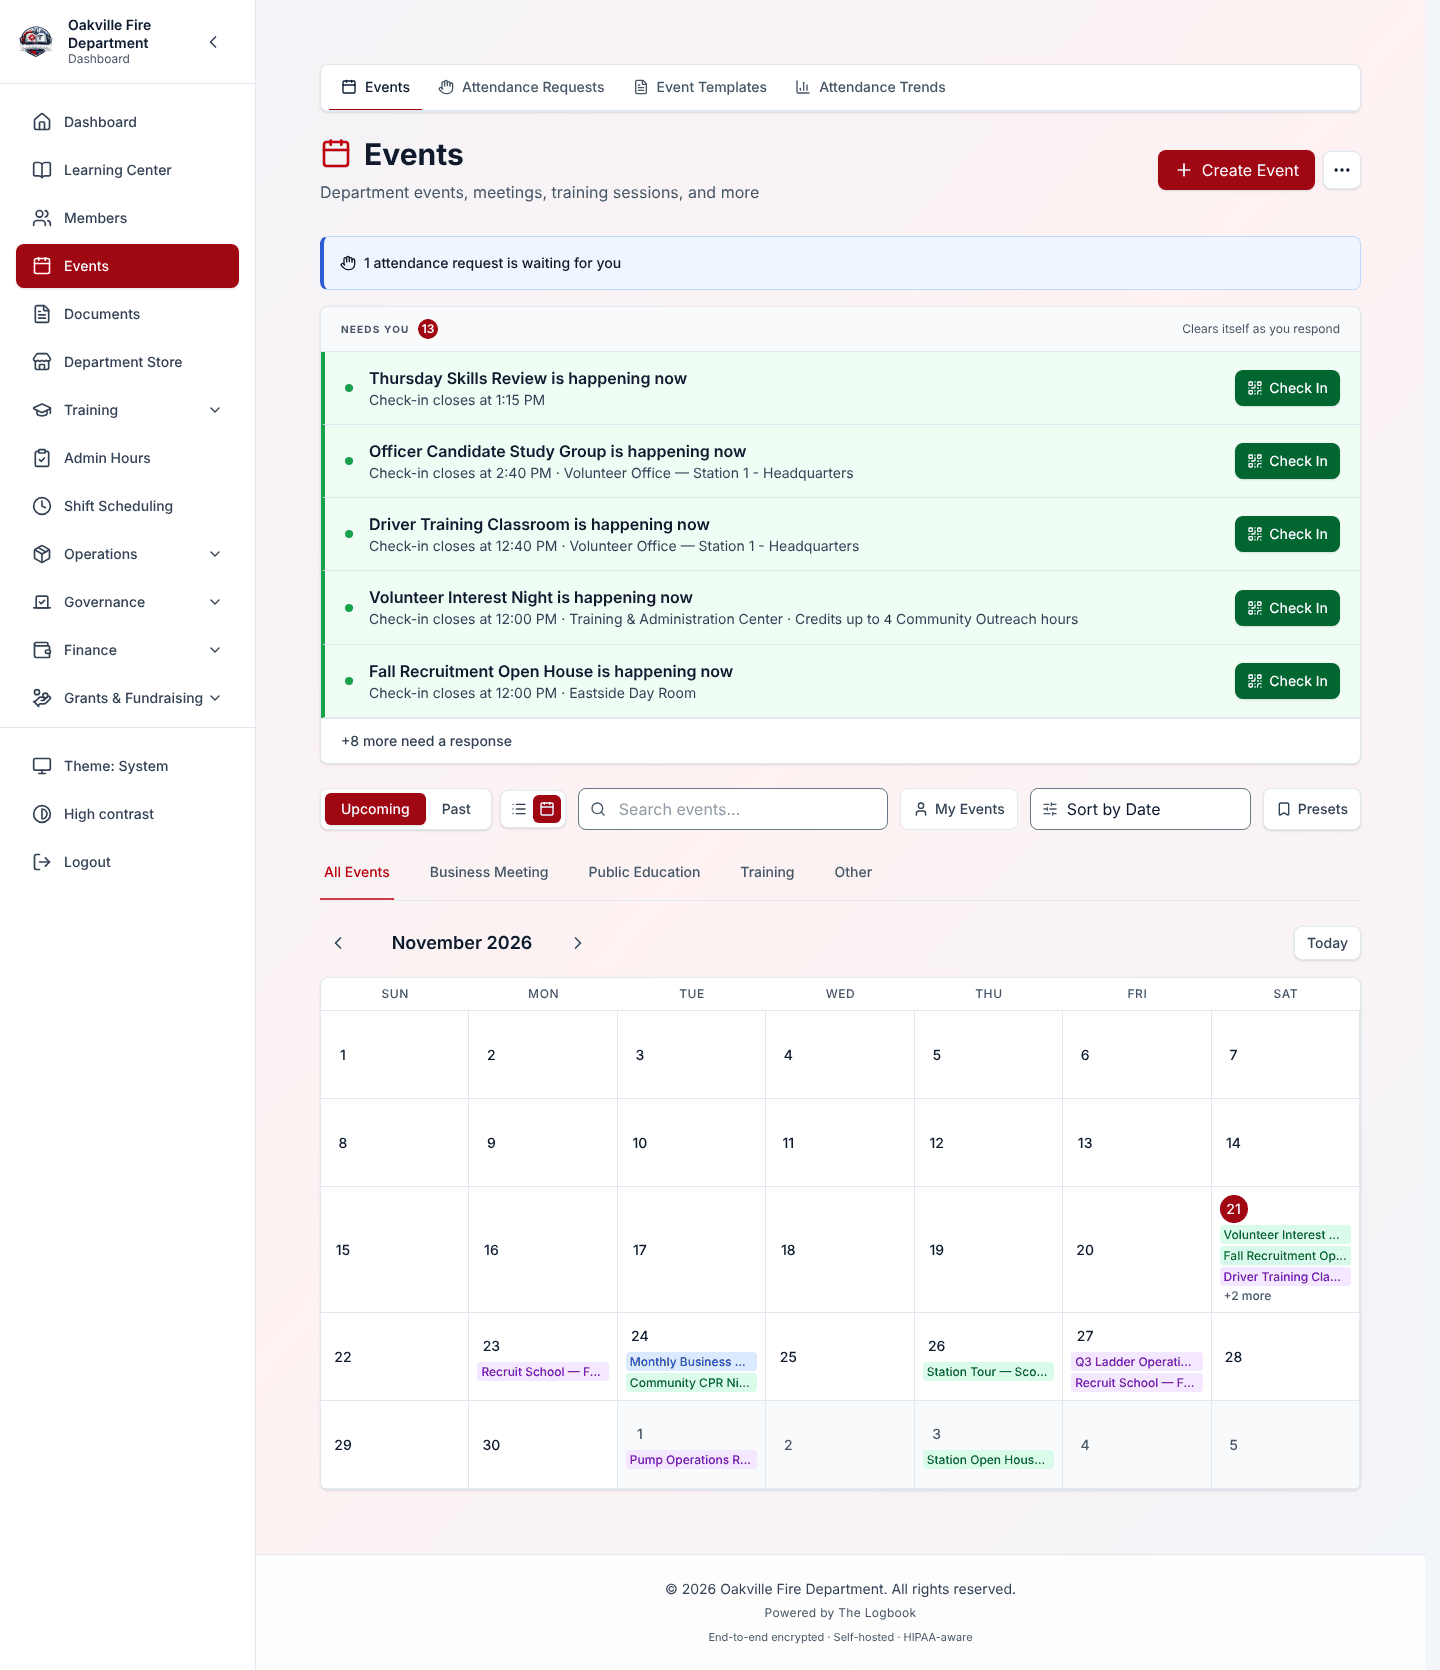 Oakville Fire
Department
Dashboard
Dashboard
Learning Center
Members
Events
Documents
Department Store
Training
Admin Hours
Shift Scheduling
Operations
Governance
Finance
Grants & Fundraising
Theme: System
High contrast
Logout
Events
Attendance Requests
Event Templates
Attendance Trends
Events
Department events, meetings, training sessions, and more
Create Event
1 attendance request is waiting for you
NEEDS YOU 13
Clears itself as you respond
Thursday Skills Review is happening now
Check-in closes at 1:15 PM
Check In
Officer Candidate Study Group is happening now
Check-in closes at 2:40 PM · Volunteer Office — Station 1 - Headquarters
Check In
Driver Training Classroom is happening now
Check-in closes at 12:40 PM · Volunteer Office — Station 1 - Headquarters
Check In
Volunteer Interest Night is happening now
Check-in closes at 12:00 PM · Training & Administration Center · Credits up to 4 Community Outreach hours
Check In
Fall Recruitment Open House is happening now
Check-in closes at 12:00 PM · Eastside Day Room
Check In
+8 more need a response
Upcoming
Past
Search events...
My Events
Sort by Date
Presets
All Events
Business Meeting
Public Education
Training
Other
November 2026
Today
SUN MON TUE WED THU FRI SAT
1 2 3 4 5 6 7
8 9 10 11 12 13 14
15 16 17 18 19 20 21
Volunteer Interest ...
Fall Recruitment Op...
Driver Training Cla...
+2 more
22
23
Recruit School — F...
24
Monthly Business ...
Community CPR Ni...
25
26
Station Tour — Sco...
27
Q3 Ladder Operati...
Recruit School — F...
28
29
30
1
Pump Operations R...
2
3
Station Open Hous...
4
5
© 2026 Oakville Fire Department. All rights reserved.
Powered by The Logbook
End-to-end encrypted · Self-hosted · HIPAA-aware